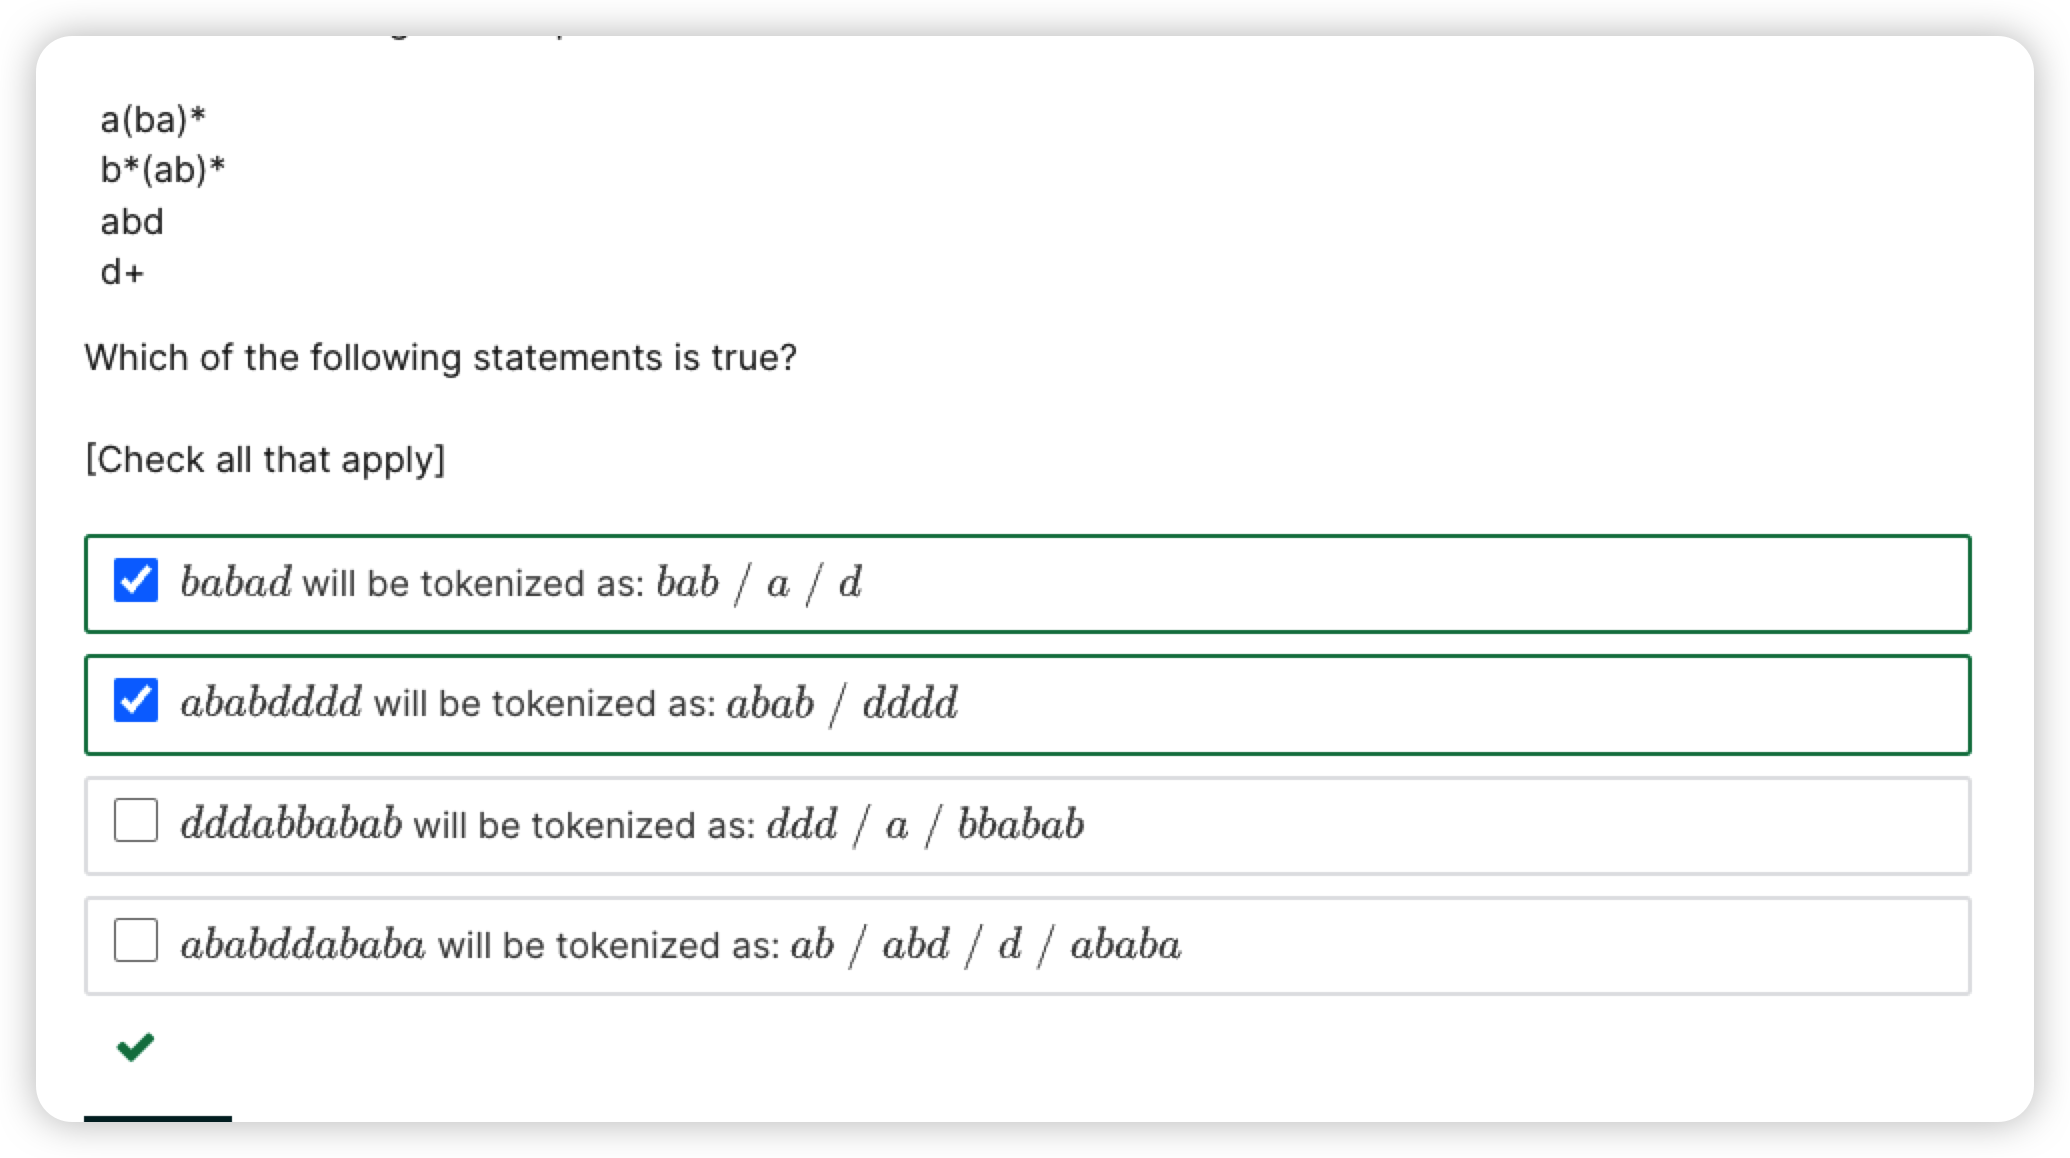 a(ba)*
b*(ab)*
abd
d+
Which of the following statements is true?
[Check all that apply]
babad will be tokenized as: bab / a / d
ababdddd will be tokenized as: abab / dddd
dddabbabab will be tokenized as: ddd / a / bbabab
ababddababa will be tokenized as: ab / abd / d / ababa